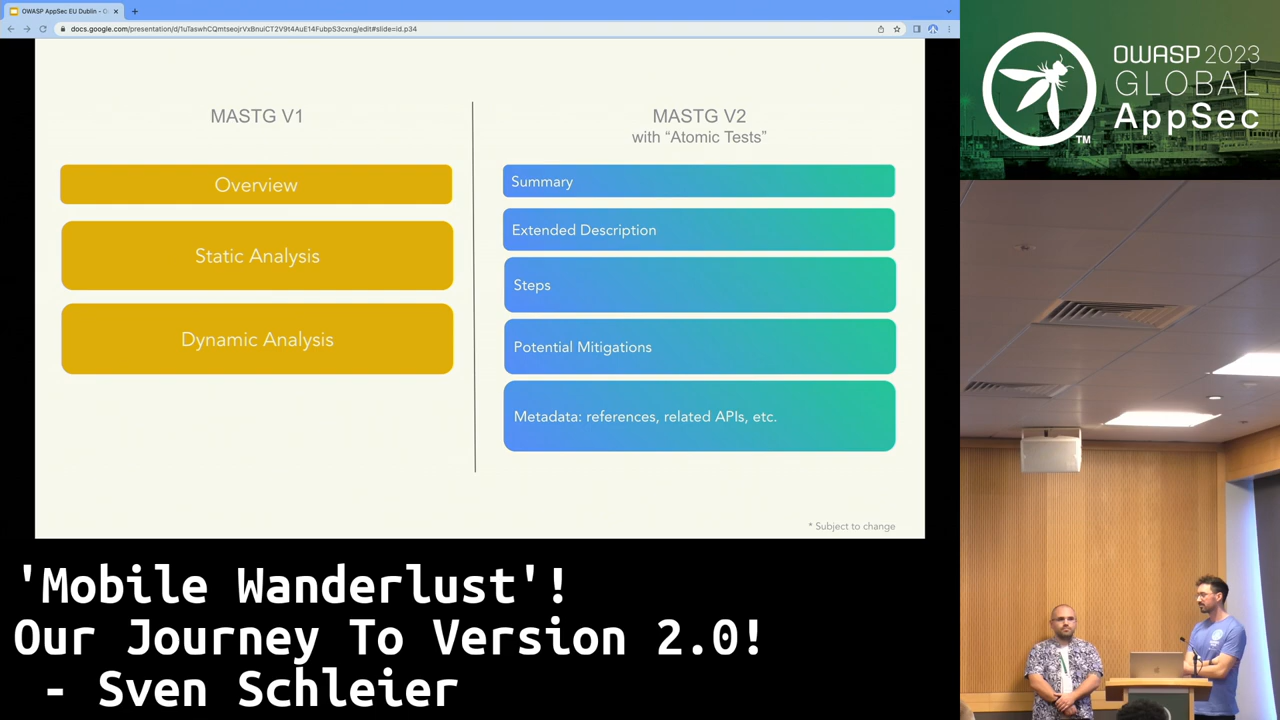 OWASP AppSec EU Dublin - C
docs.google.com/presentation/d/1uTaswhCQmtseojrVxBnuICT2V9t4AuE14FubpS3cxng/edit#slide=id.p34
MASTG V1
Overview
Static Analysis
Dynamic Analysis
MASTG V2
with “Atomic Tests”
Summary
Extended Description
Steps
Potential Mitigations
Metadata: references, related APIs, etc.
* Subject to change
OWASP 2023
GLOBAL
AppSec
TM
'Mobile Wanderlust'!
Our Journey To Version 2.0!
- Sven Schleier